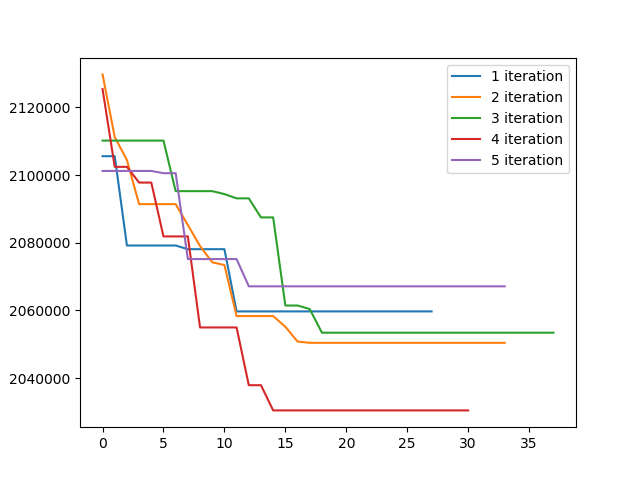 1 iteration
2 iteration
3 iteration
4 iteration
5 iteration
2120000
2100000
2080000
2060000
2040000
0 5 10 15 20 25 30 35